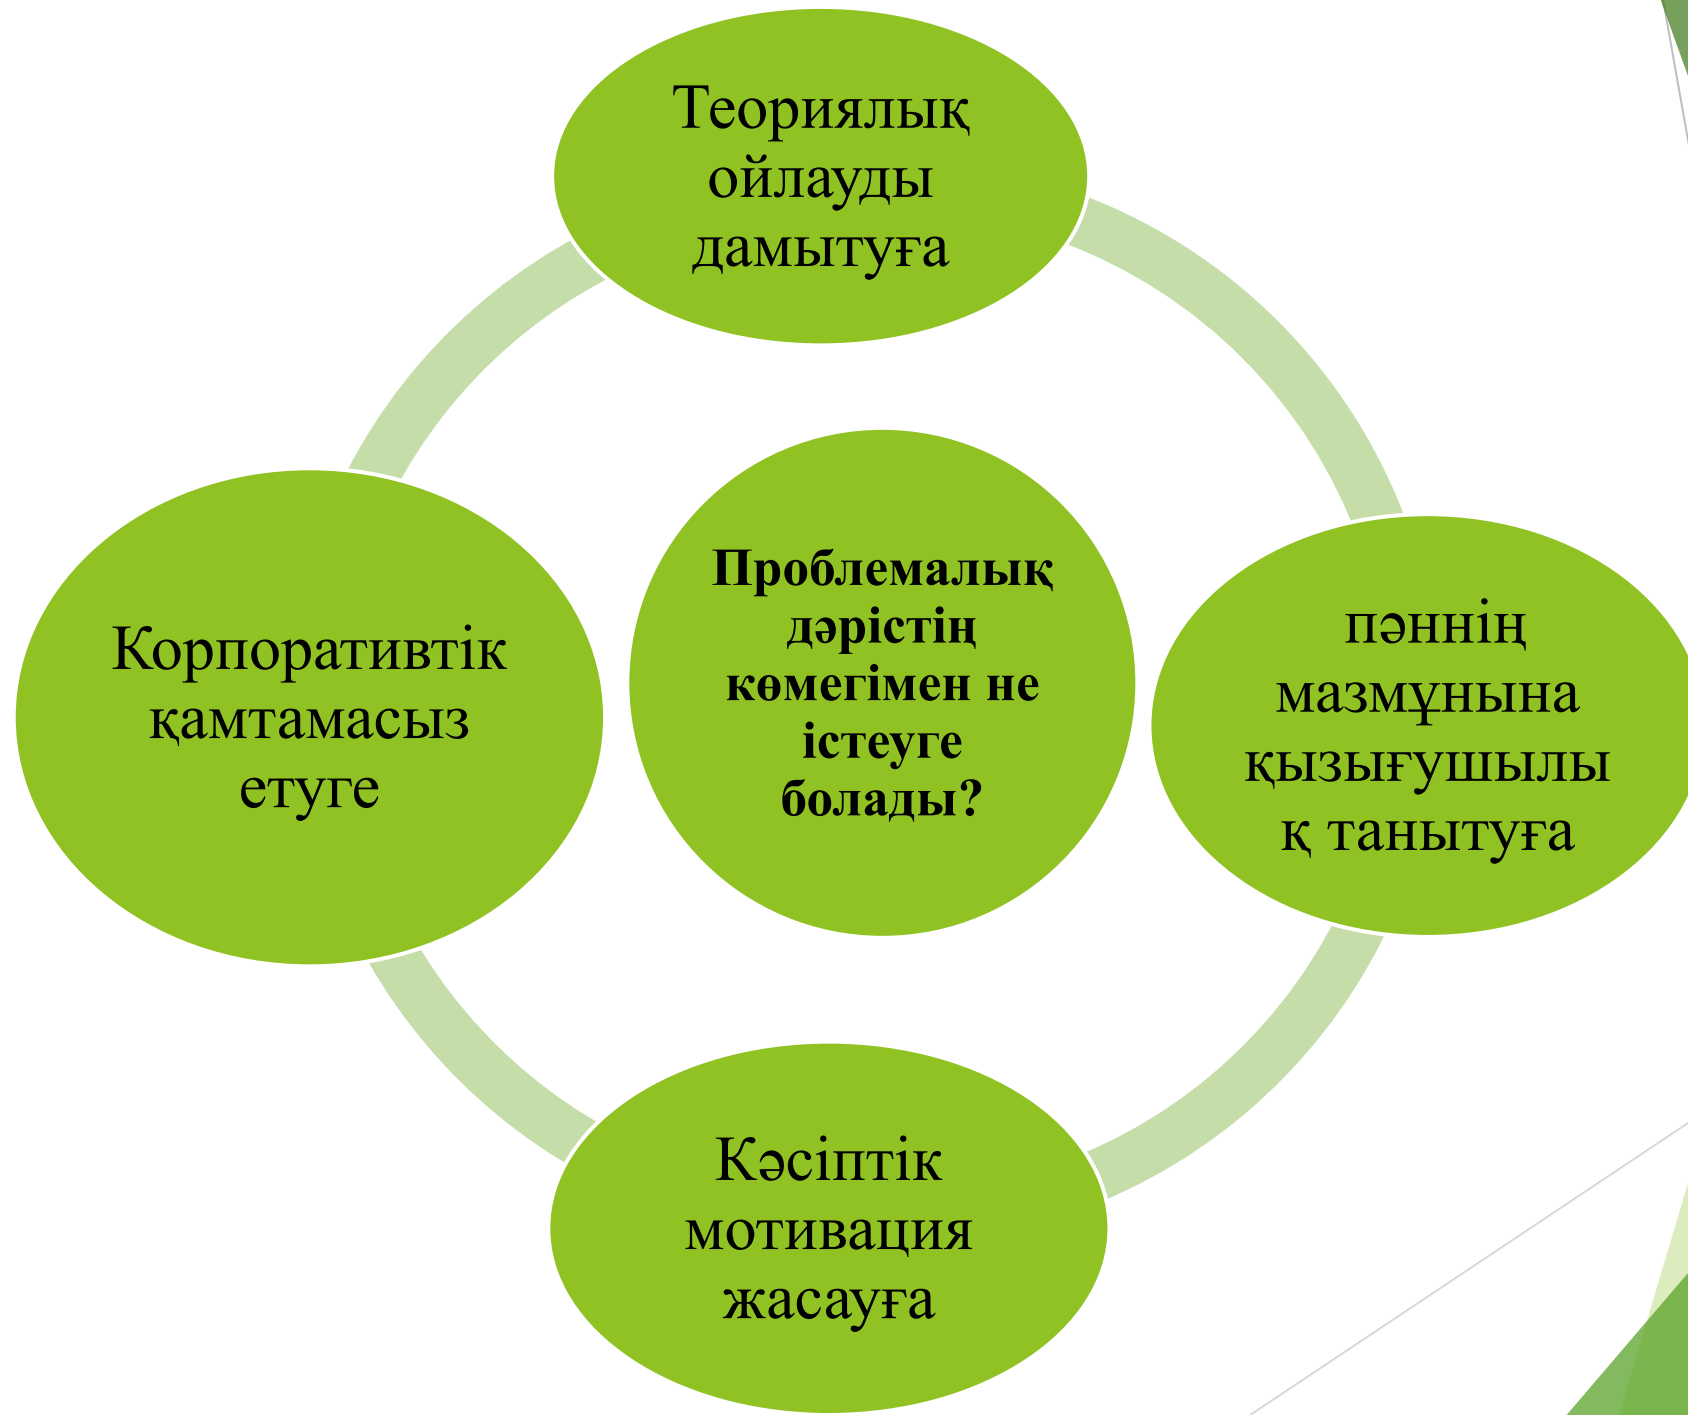 Теориялық
ойлауды
дамытуға
Проблемалық
дәрістің
көмегімен не
істеуге
болады?
пәннің
мазмұнына
қызығушылы
қ танытуға
Кәсіптік
мотивация
жасауға
Корпоративтік
қамтамасыз
етуге